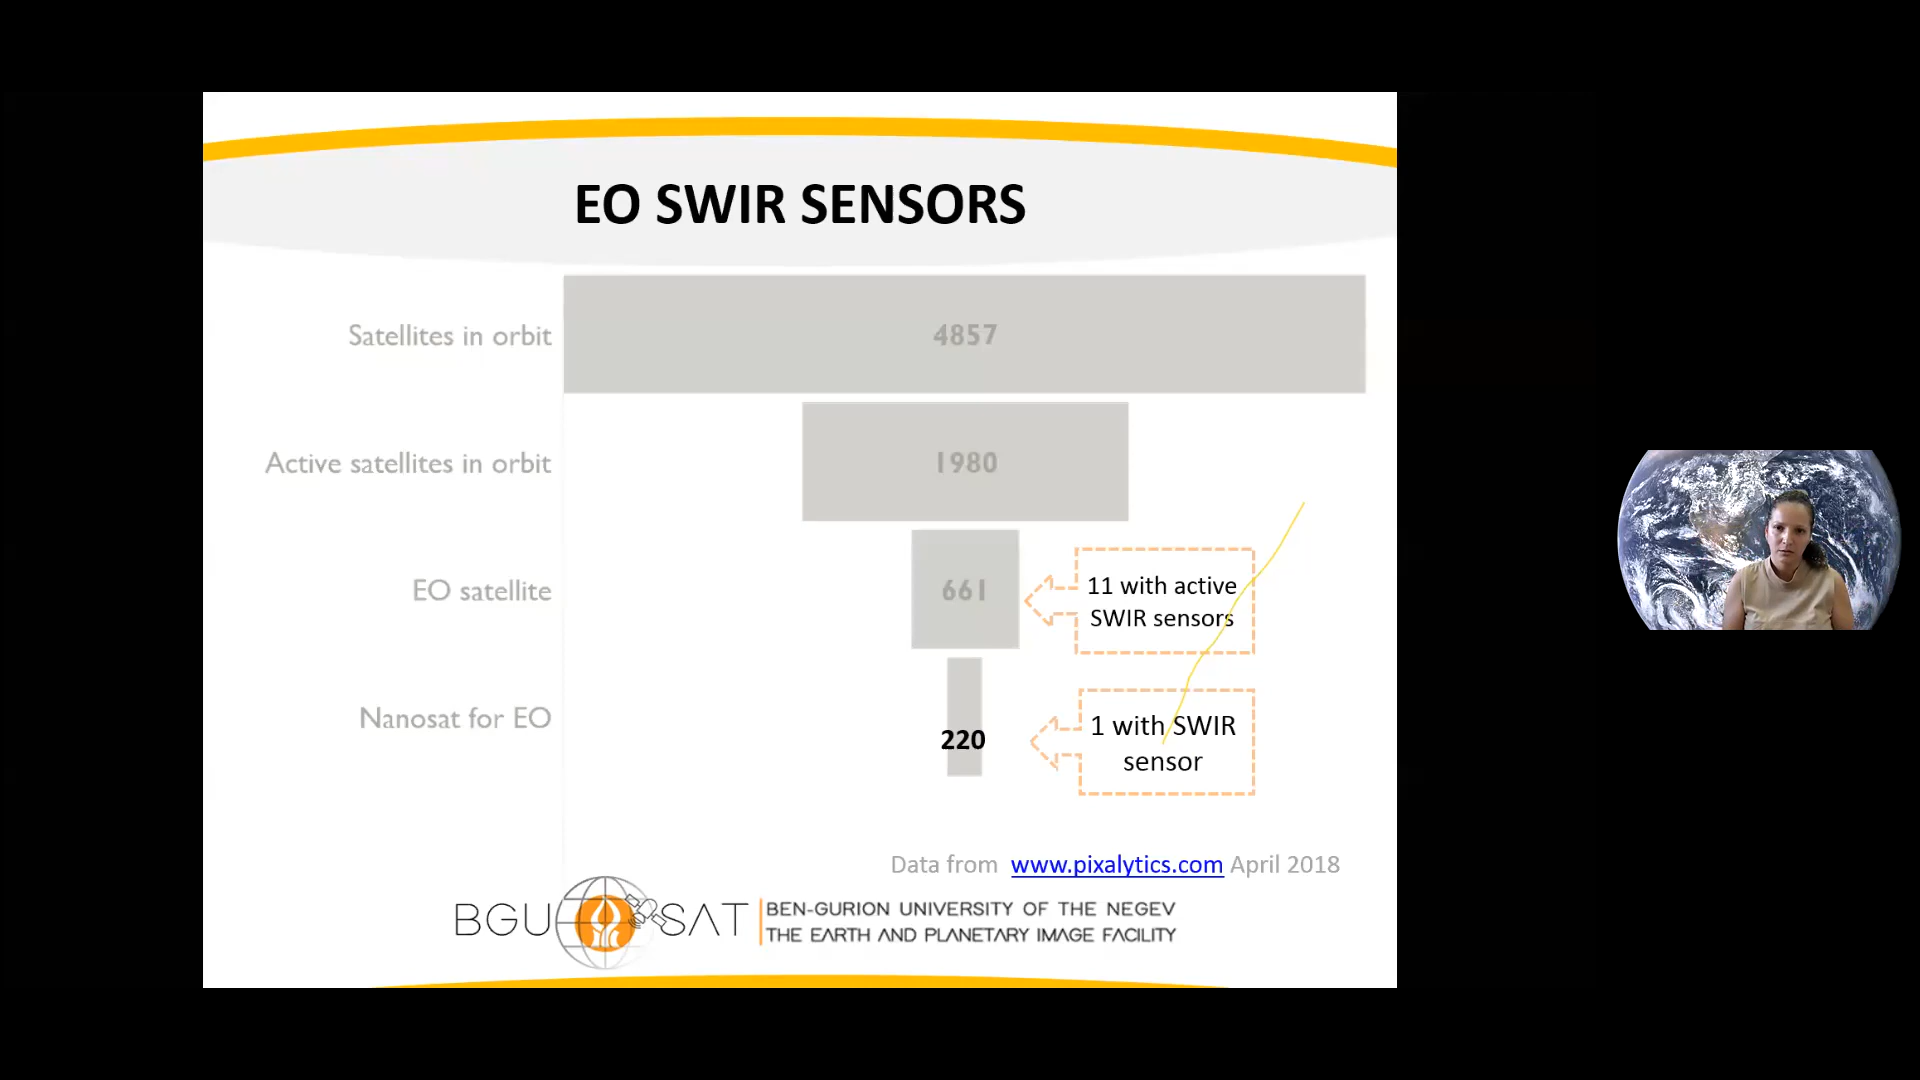 EO SWIR SENSORS
Satellites in orbit
4857
Active satellites in orbit
1980
EO satellite
661
11 with active
SWIR sensors
Nanosat for EO
220
1 with SWIR
sensor
Data from www.pixalytics.com April 2018
BGU SAT
BEN-GURION UNIVERSITY OF THE NEGEV
THE EARTH AND PLANETARY IMAGE FACILITY